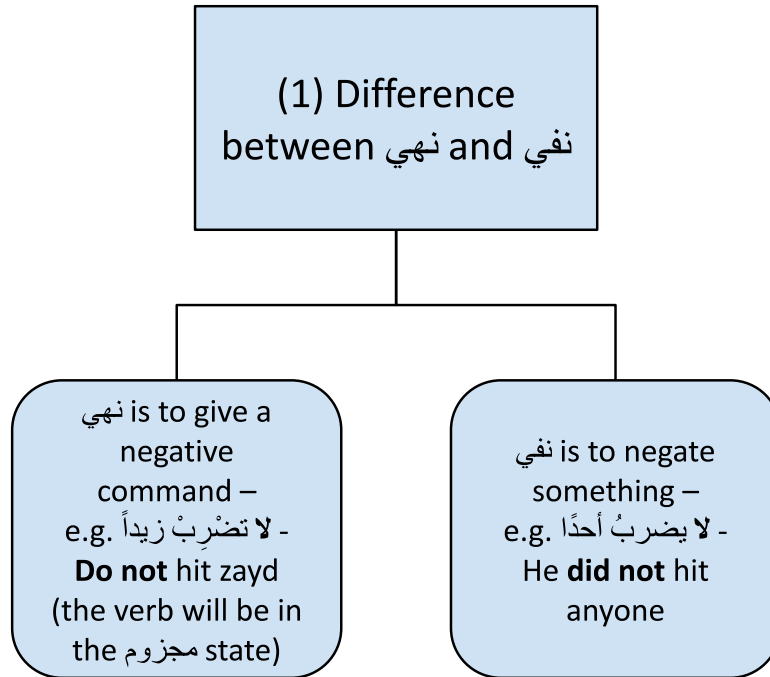 (1) Difference
between نهي and نفي
نهي is to give a
negative
command –
e.g. لا تضْرِبْ زيداً -
Do not hit zayd
(the verb will be in
the مجزوم state)
نفي is to negate
something –
e.g. لا يضربُ أحدًا -
He did not hit
anyone